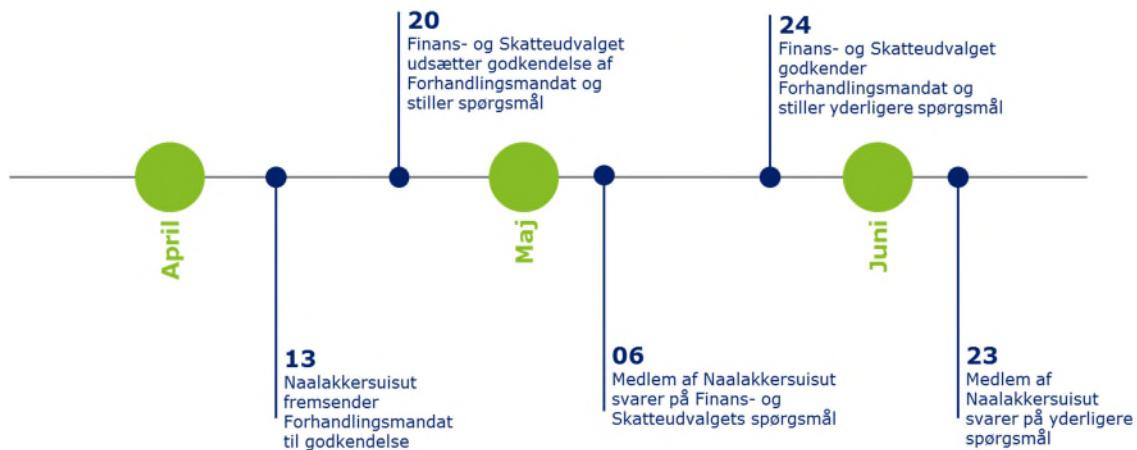 20
Finans- og Skatteudvalget
udsætter godkendelse af
Forhandlingsmandat og
stiller spørgsmål
24
Finans- og Skatteudvalget
godkender
Forhandlingsmandat og
stiller yderligere spørgsmål
April
Maj
Juni
13
Naalakkersuisut
fremsender
Forhandlingsmandat
til godkendelse
06
Medlem af Naalakkersuisut
svarer på Finans- og
Skatteudvalgets spørgsmål
23
Medlem af
Naalakkersuisut
svarer på yderligere
spørgsmål